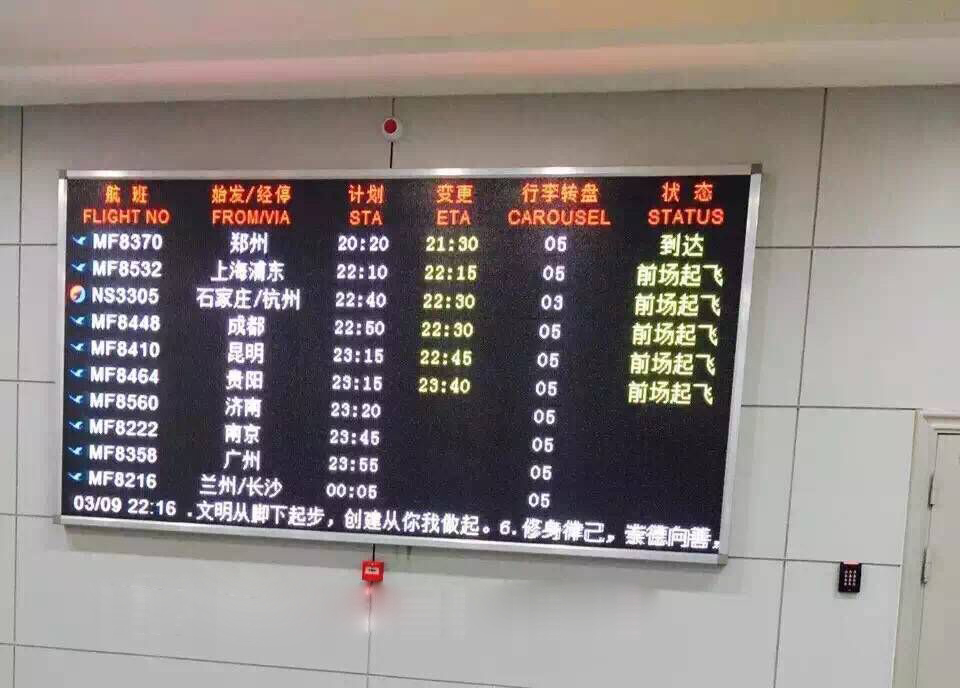 航班 始发/经停 计划 变更 行李转盘 状态
FLIGHT NO FROM/VIA STA ETA CAROUSEL STATUS
MF8370 郑州 20:20 21:30 05 到达
MF8532 上海浦东 22:10 22:15 05 前场起飞
NS3305 石家庄/杭州 22:40 22:30 03 前场起飞
MF8448 成都 22:50 22:30 05 前场起飞
MF8410 昆明 23:15 22:45 05 前场起飞
MF8464 贵阳 23:15 23:40 05 前场起飞
MF8560 济南 23:20 05
MF8222 南京 23:45 05
MF8358 广州 23:55 05
MF8216 兰州/长沙 00:05 05
03/09 22:16 .文明从脚下起步，创建从你我做起。6.修身律己，崇德向善，